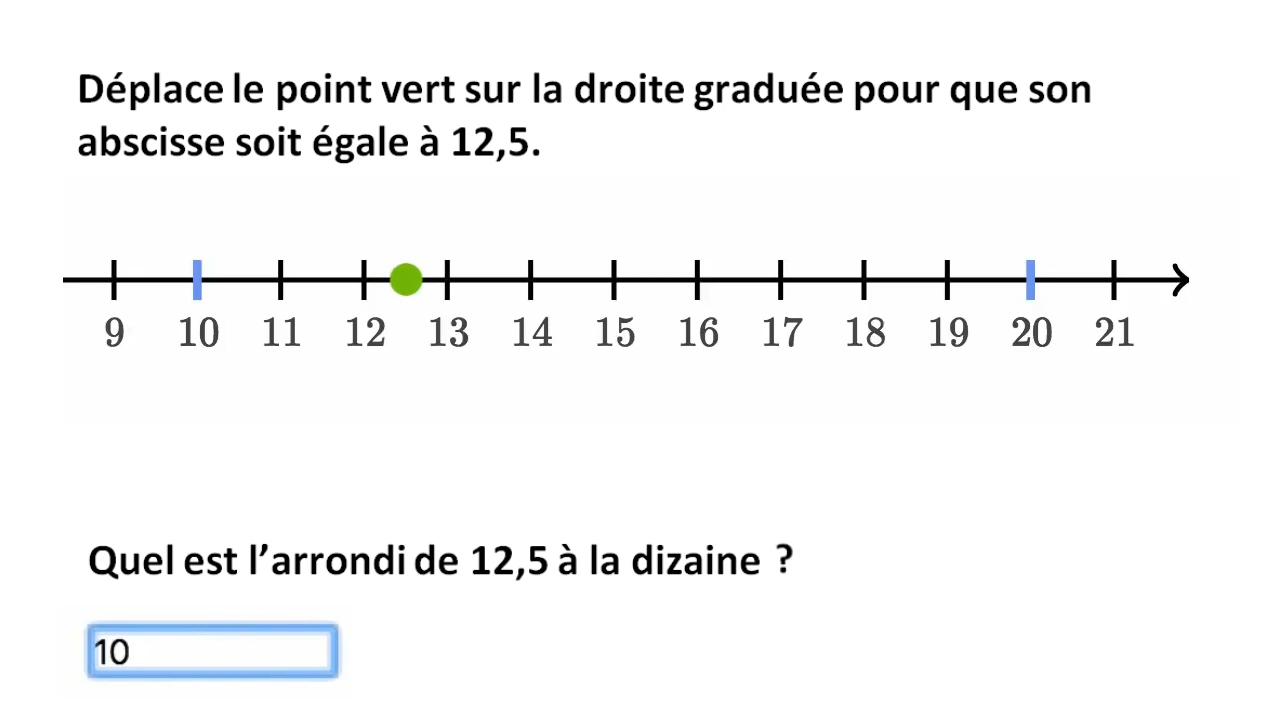 Déplace le point vert sur la droite graduée pour que son
abscisse soit égale à 12,5.
9 10 11 12 13 14 15 16 17 18 19 20 21
Quel est l’arrondi de 12,5 à la dizaine ?
10